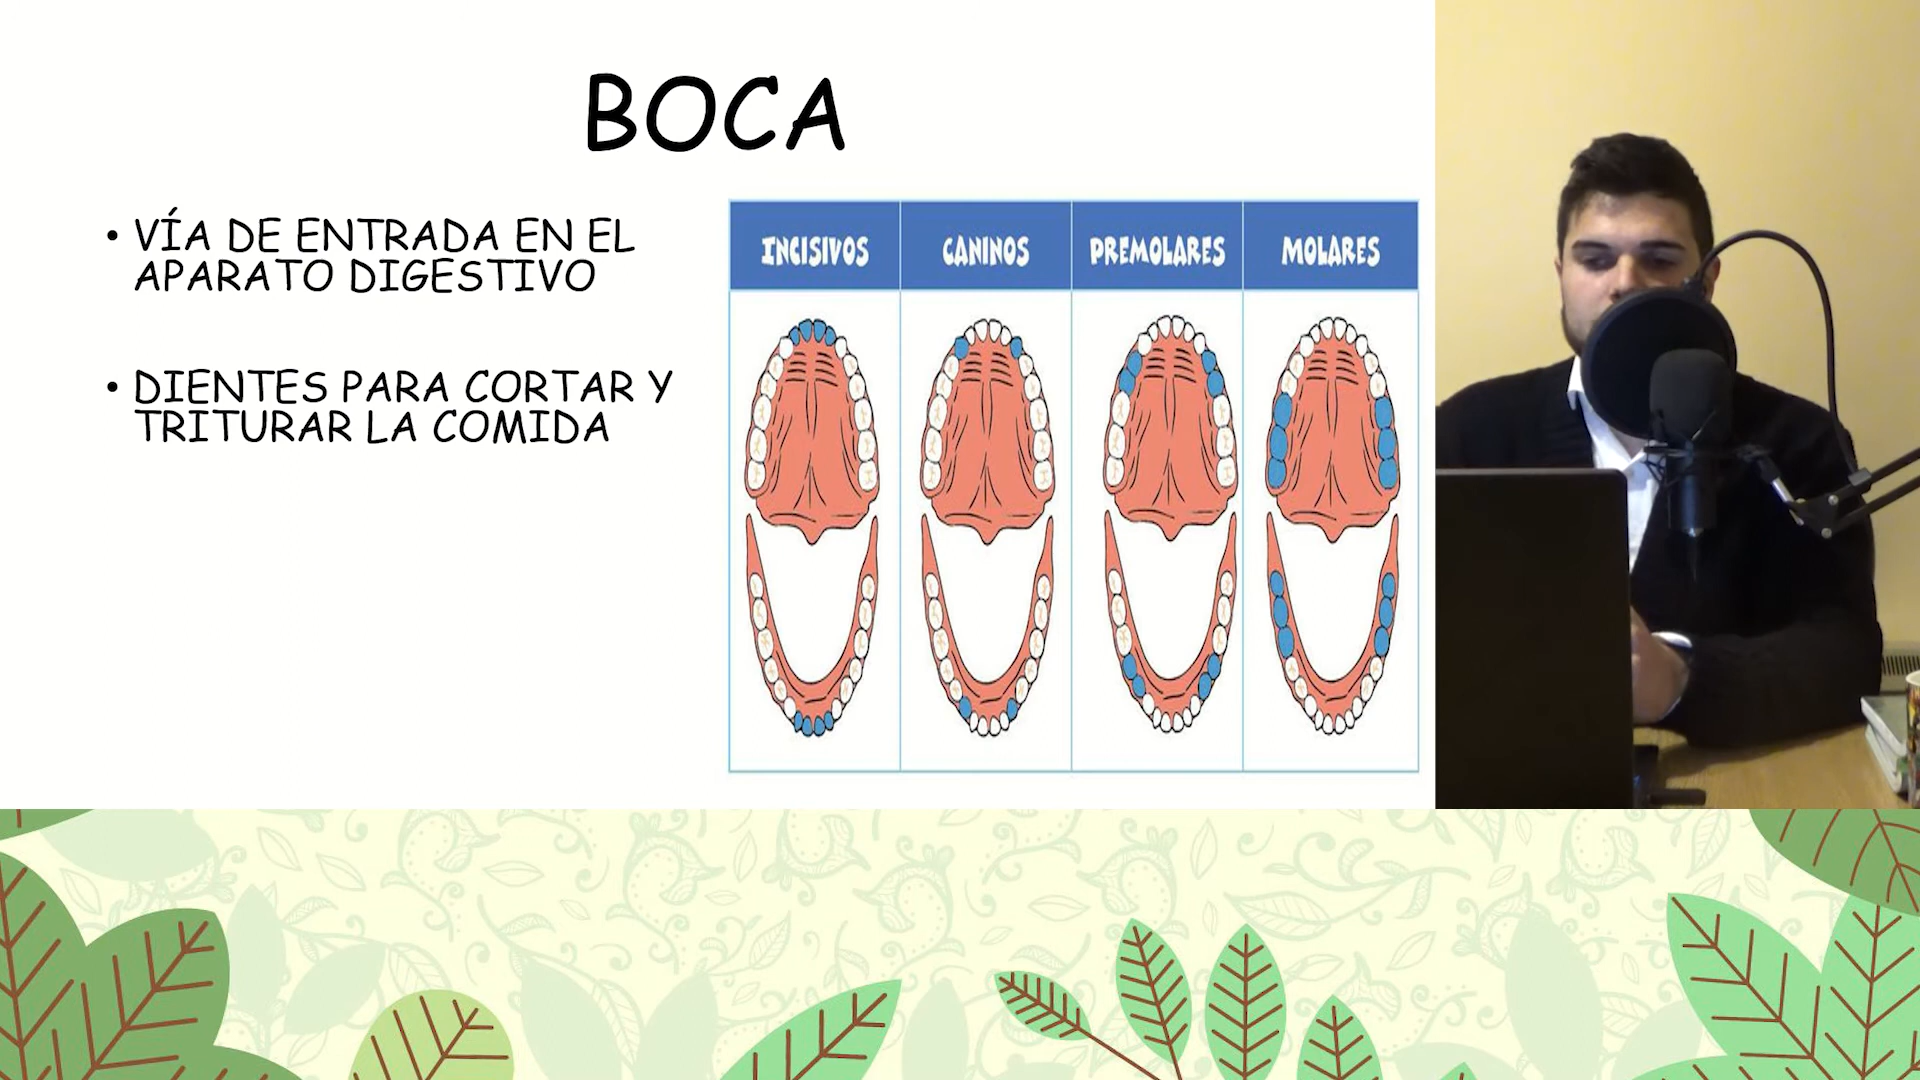 BOCA
• VÍA DE ENTRADA EN EL
APARATO DIGESTIVO
• DIENTES PARA CORTAR Y
TRITURAR LA COMIDA
INCISIVOS
CANINOS
PREMOLARES
MOLARES